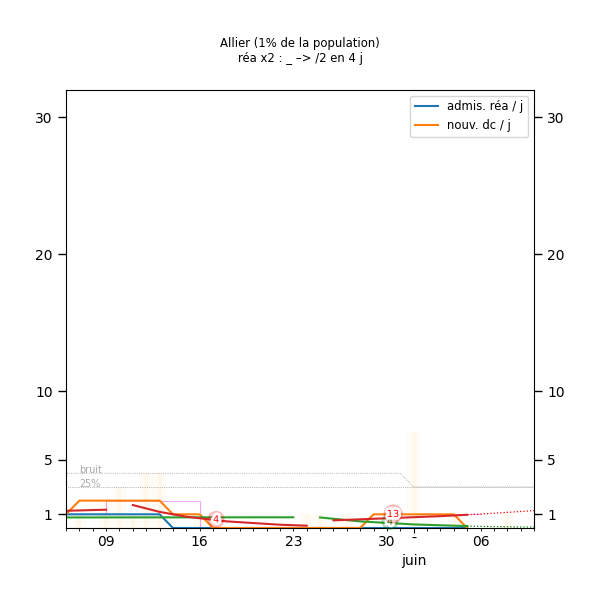 Allier (1% de la population)
réa x2 : _ –> /2 en 4 j
admis. réa / j
nouv. dc / j
30 30
20 20
10 10
5 5
bruit
25%
1 1
4
13
09 16 23 30 - 06
juin